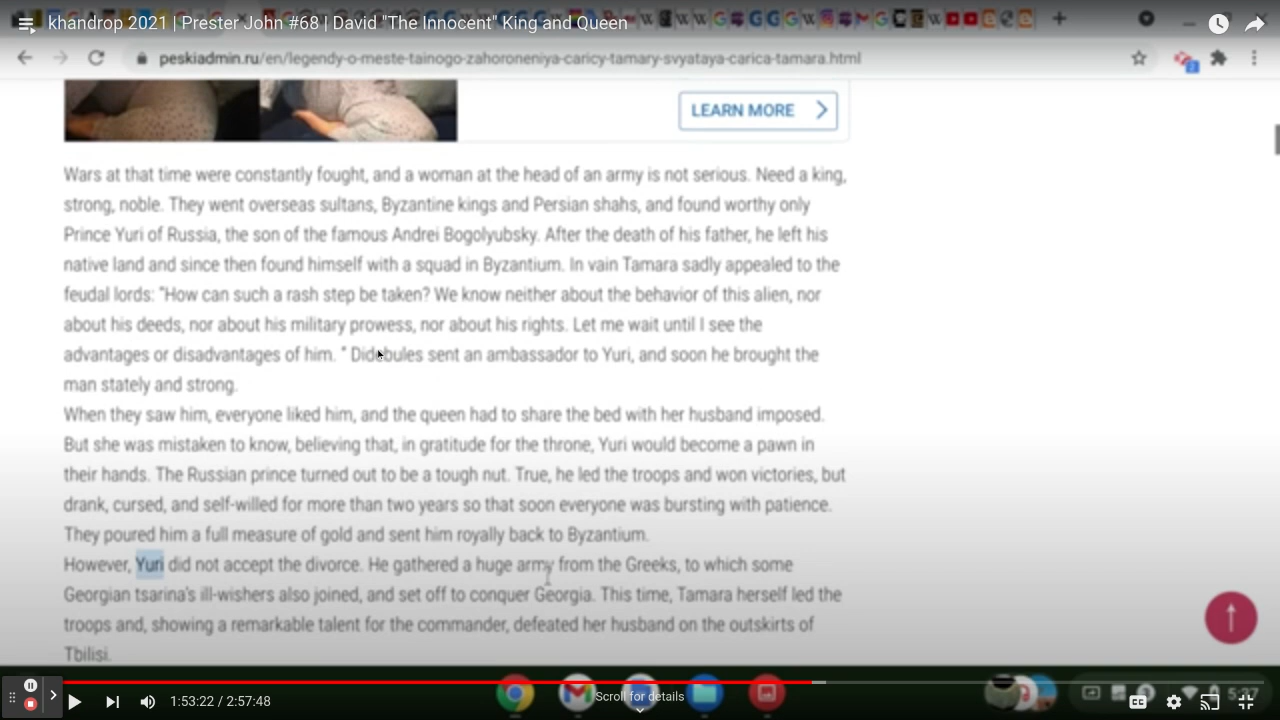 khandrop 2021 | Prester John #68 | David "The Innocent" King and Queen
peskiadmin.ru/en/legendy-o-meste-tainogo-zahoroneniya-caricy-tamary-svyataya-carica-tamara.html
LEARN MORE
Wars at that time were constantly fought, and a woman at the head of an army is not serious. Need a king,
strong, noble. They went overseas sultans, Byzantine kings and Persian shahs, and found worthy only
Prince Yuri of Russia, the son of the famous Andrei Bogolyubsky. After the death of his father, he left his
native land and since then found himself with a squad in Byzantium. In vain Tamara sadly appealed to the
feudal lords: “How can such a rash step be taken? We know neither about the behavior of this alien, nor
about his deeds, nor about his military prowess, nor about his rights. Let me wait until I see the
advantages or disadvantages of him. ” Didebules sent an ambassador to Yuri, and soon he brought the
man stately and strong.
When they saw him, everyone liked him, and the queen had to share the bed with her husband imposed.
But she was mistaken to know, believing that, in gratitude for the throne, Yuri would become a pawn in
their hands. The Russian prince turned out to be a tough nut. True, he led the troops and won victories, but
drank, cursed, and self-willed for more than two years so that soon everyone was bursting with patience.
They poured him a full measure of gold and sent him royally back to Byzantium.
However, Yuri did not accept the divorce. He gathered a huge army from the Greeks, to which some
Georgian tsarina's ill-wishers also joined, and set off to conquer Georgia. This time, Tamara herself led the
troops and, showing a remarkable talent for the commander, defeated her husband on the outskirts of
Tbilisi.
Scroll for details
1:53:22 / 2:57:48
5:27